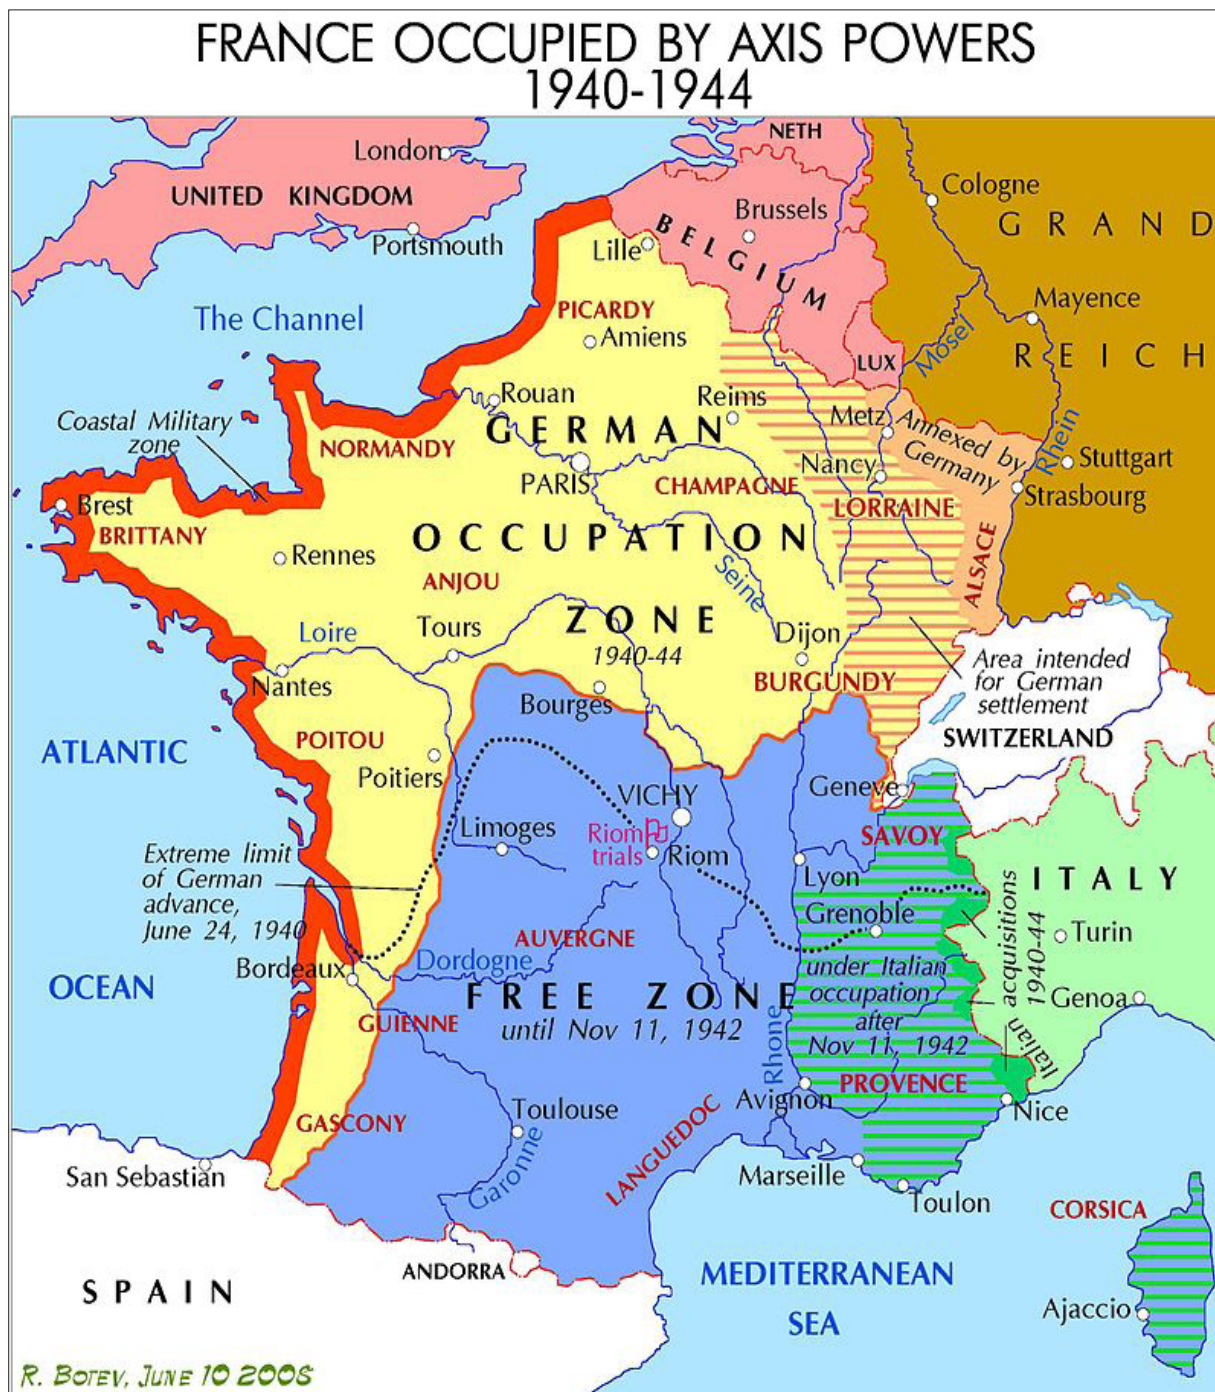 FRANCE OCCUPIED BY AXIS POWERS
1940-1944
NETH
London
UNITED KINGDOM
Portsmouth
Cologne
GRAND
Brussels
BELGIUM
Lille
The Channel
PICARDY
Amiens
Mayence
REICH
Mosel
LUX
Rouan
Reims
Metz
Annexed by
Germany
Rhein
Coastal Military
zone
NORMANDY
GERMAN
Stuttgart
Nancy
PARIS
CHAMPAGNE
Strasbourg
Brest
LORRAINE
BRITTANY
OCCUPATION
Rennes
ANJOU
Seine
ALSACE
Loire
Tours
ZONE
1940-44
Dijon
Area intended
for German
settlement
Nantes
BURGUNDY
Bourges
ATLANTIC
POITOU
SWITZERLAND
Poitiers
Geneve
VICHY
Limoges
Riom
trials
Riom
SAVOY
Extreme limit
of German
advance,
June 24, 1940
Lyon
ITALY
Grenoble
AUVERGNE
Turin
Italian
acquisitions
1940-44
Bordeaux
Dordogne
under Italian
occupation
after
Nov 11, 1942
OCEAN
FREE ZONE
until Nov 11, 1942
Genoa
GUIENNE
Rhone
PROVENCE
Avignon
Nice
GASCONY
Toulouse
LANGUEDOC
San Sebastian
Garonne
Marseille
Toulon
CORSICA
ANDORRA
MEDITERRANEAN
SEA
SPAIN
Ajaccio
R. Botev, June 10 2008